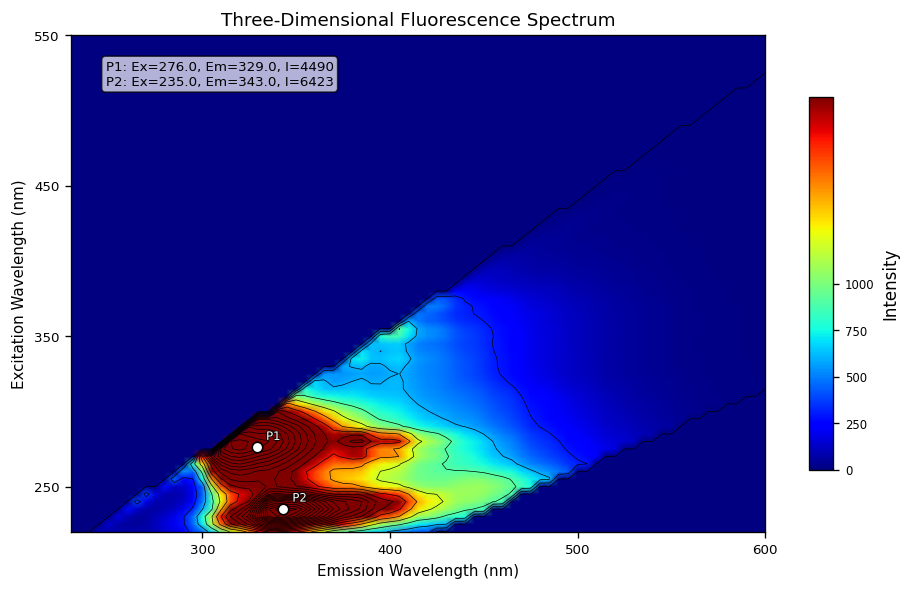 Three-Dimensional Fluorescence Spectrum
550
450
350
250
Excitation Wavelength (nm)
P1: Ex=276.0, Em=329.0, I=4490
P2: Ex=235.0, Em=343.0, I=6423
P1
P2
300
400
500
600
Emission Wavelength (nm)
1000
750
500
250
0
Intensity